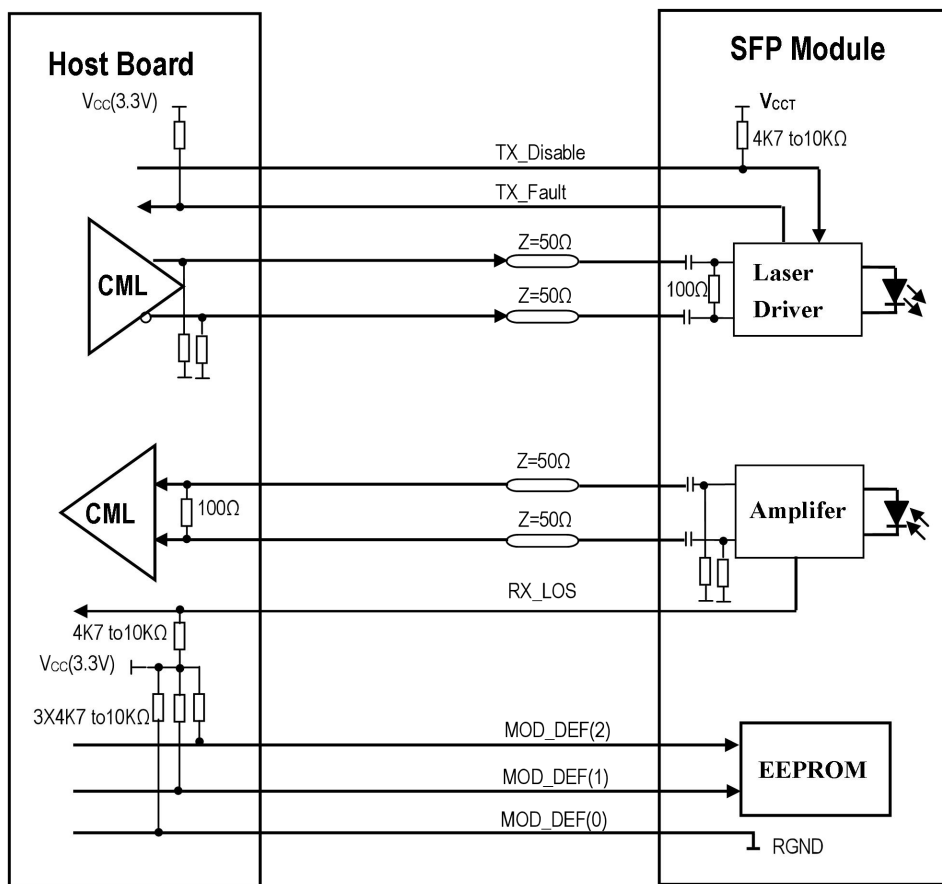 Host Board
SFP Module
VCC(3.3V)
VCCT
4K7 to10KΩ
TX_Disable
TX_Fault
CML
Z=50Ω
Z=50Ω
100Ω
Laser
Driver
CML
100Ω
Z=50Ω
Z=50Ω
Amplifer
RX_LOS
4K7 to10KΩ
VCC(3.3V)
3X4K7 to10KΩ
MOD_DEF(2)
MOD_DEF(1)
MOD_DEF(0)
EEPROM
RGND